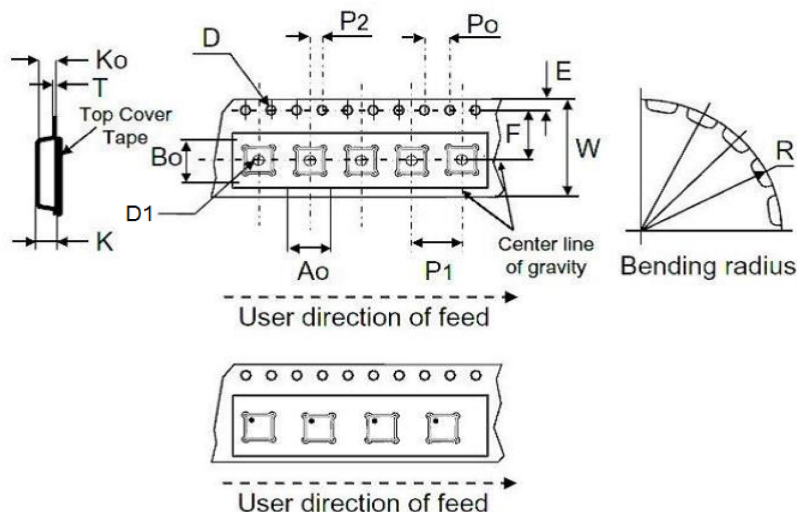 P2
Po
D
E
Ko
T
Top Cover
Tape
Bo
F
W
R
D1
K
Ao
P1
Center line
of gravity
Bending radius
User direction of feed
User direction of feed